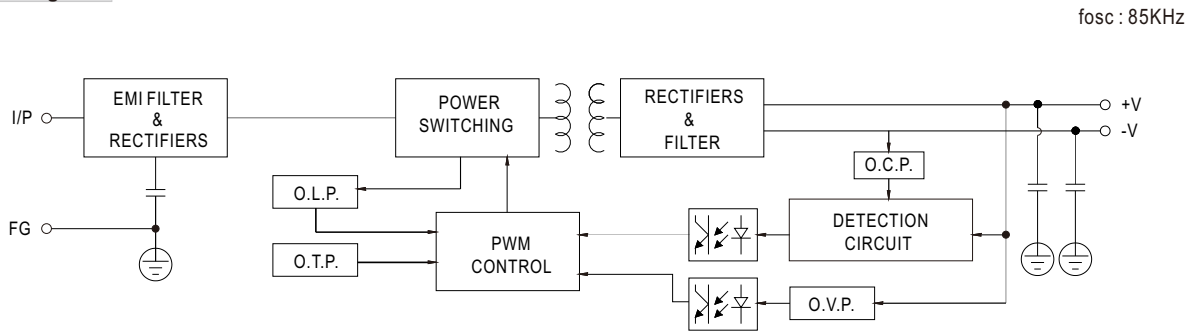 fosc : 85KHz
I/P
EMI FILTER
&
RECTIFIERS
POWER
SWITCHING
RECTIFIERS
&
FILTER
+V
-V
O.C.P.
O.L.P.
FG
PWM
CONTROL
DETECTION
CIRCUIT
O.T.P.
O.V.P.